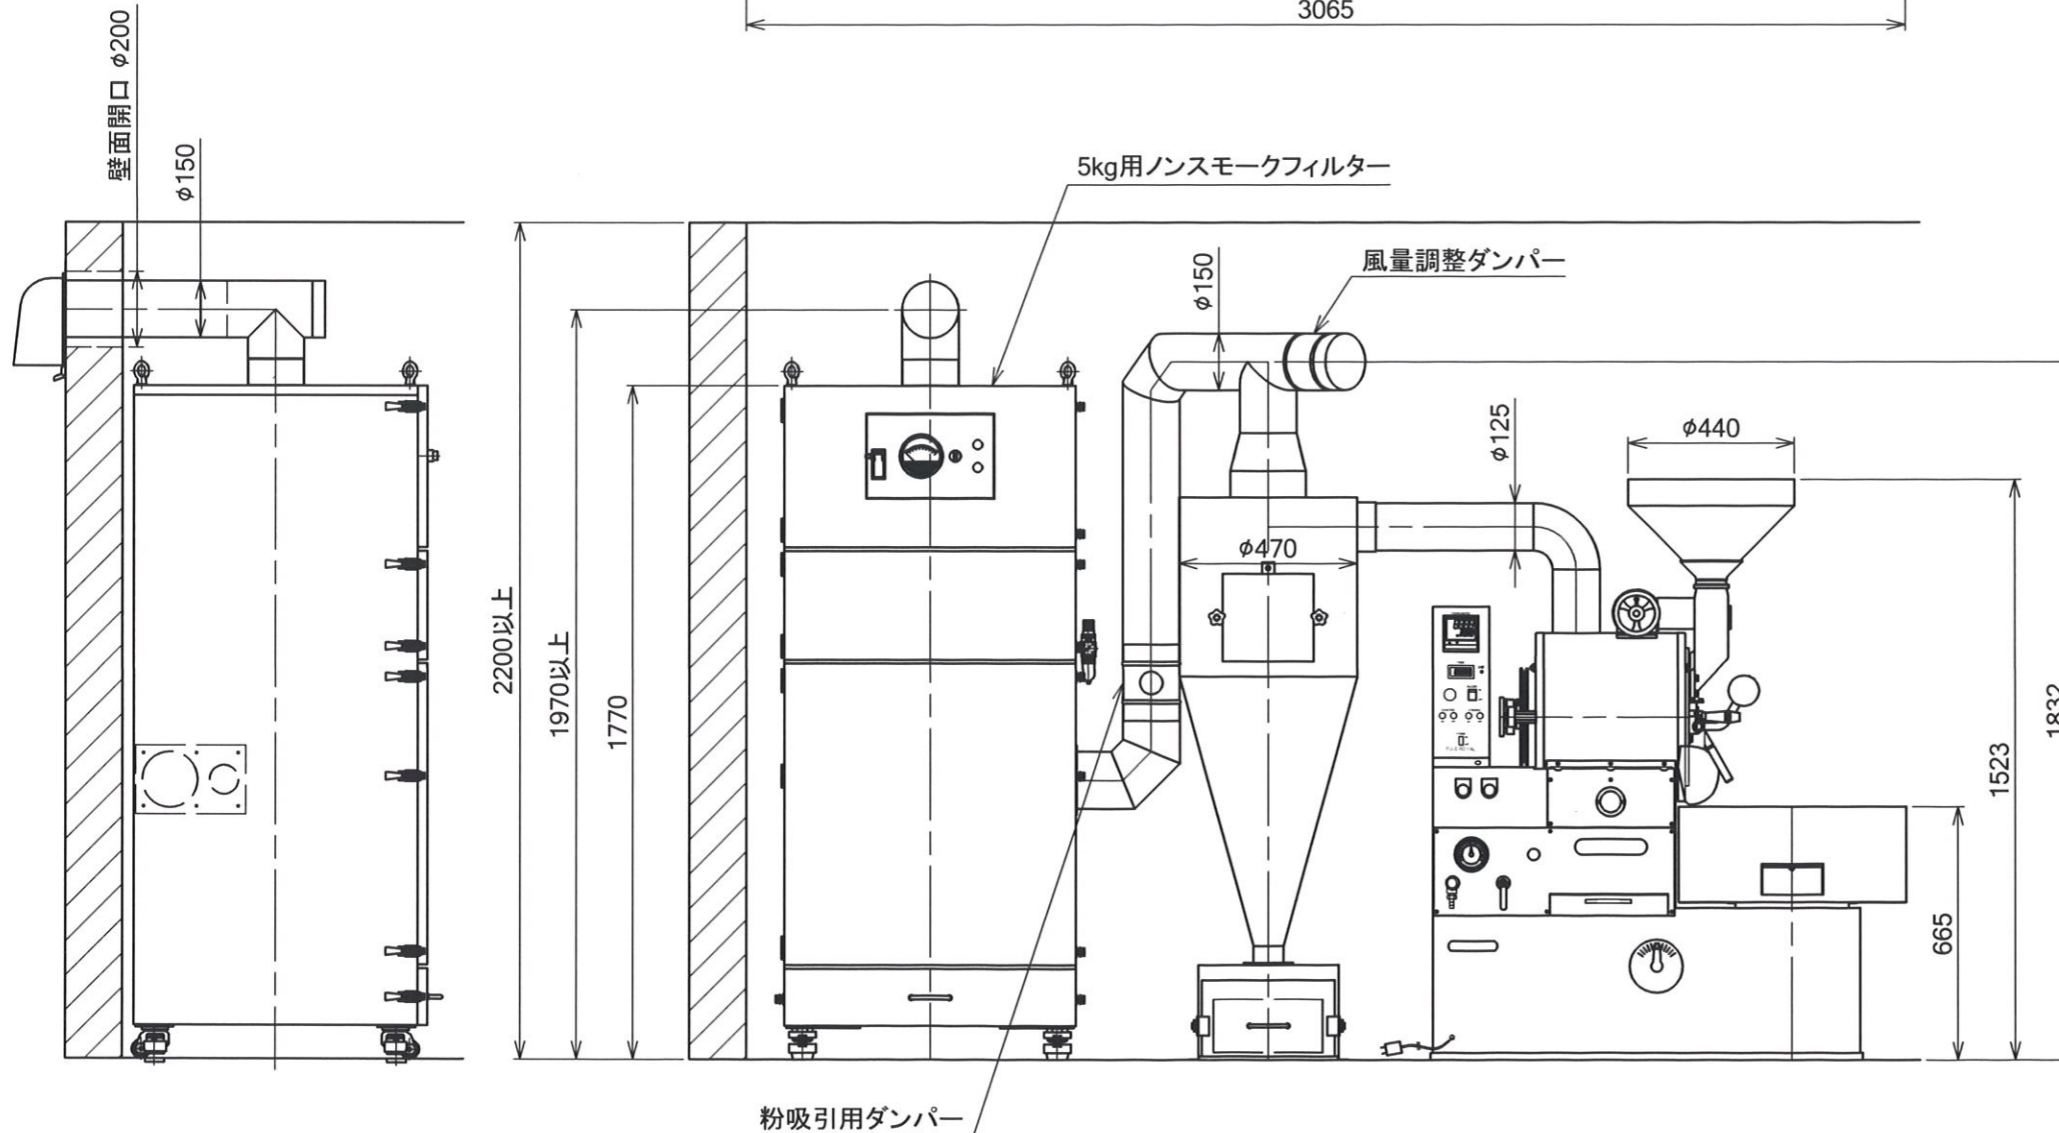 3065
壁面開口 φ200
φ150
5kg用ノンスモークフィルター
風量調整ダンパー
φ150
φ125
φ440
φ470
2200以上
1970以上
1770
1832
1523
665
粉吸引用ダンパー